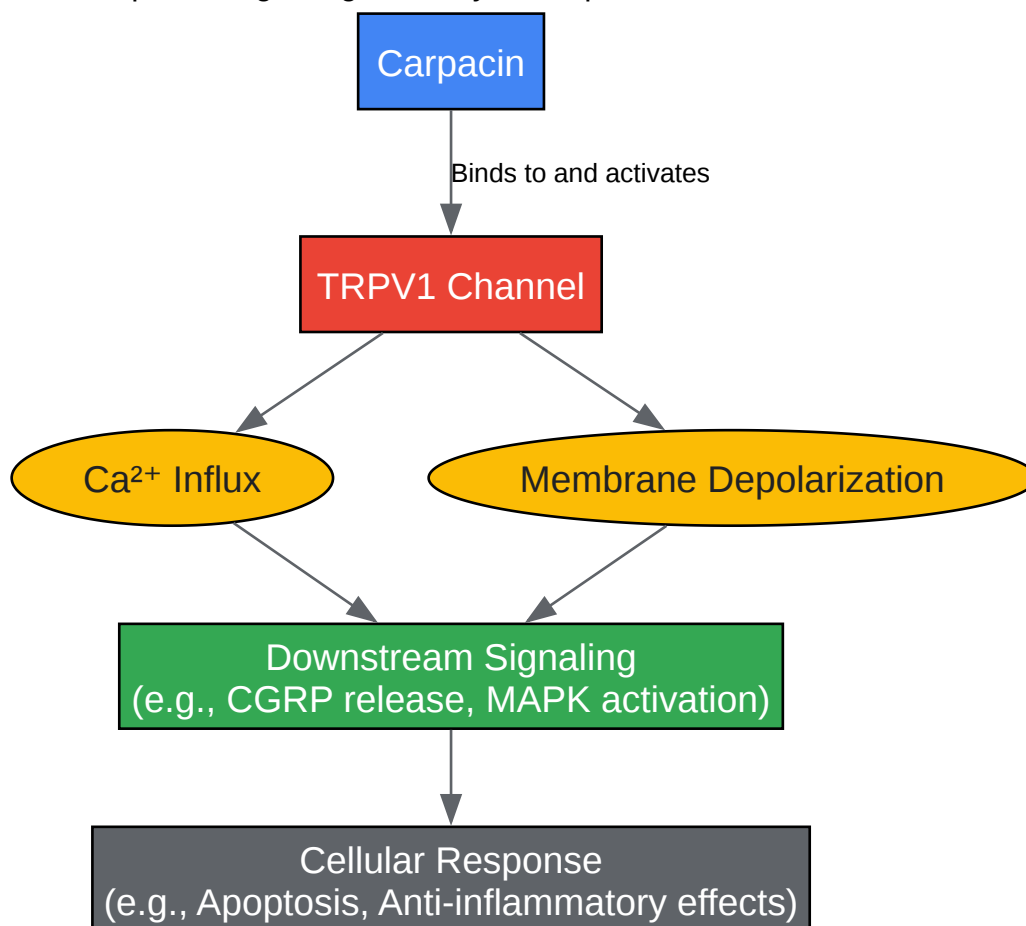 Carpacin
Binds to and activates
TRPV1 Channel
Ca²⁺ Influx
Membrane Depolarization
Downstream Signaling
(e.g., CGRP release, MAPK activation)
Cellular Response
(e.g., Apoptosis, Anti-inflammatory effects)